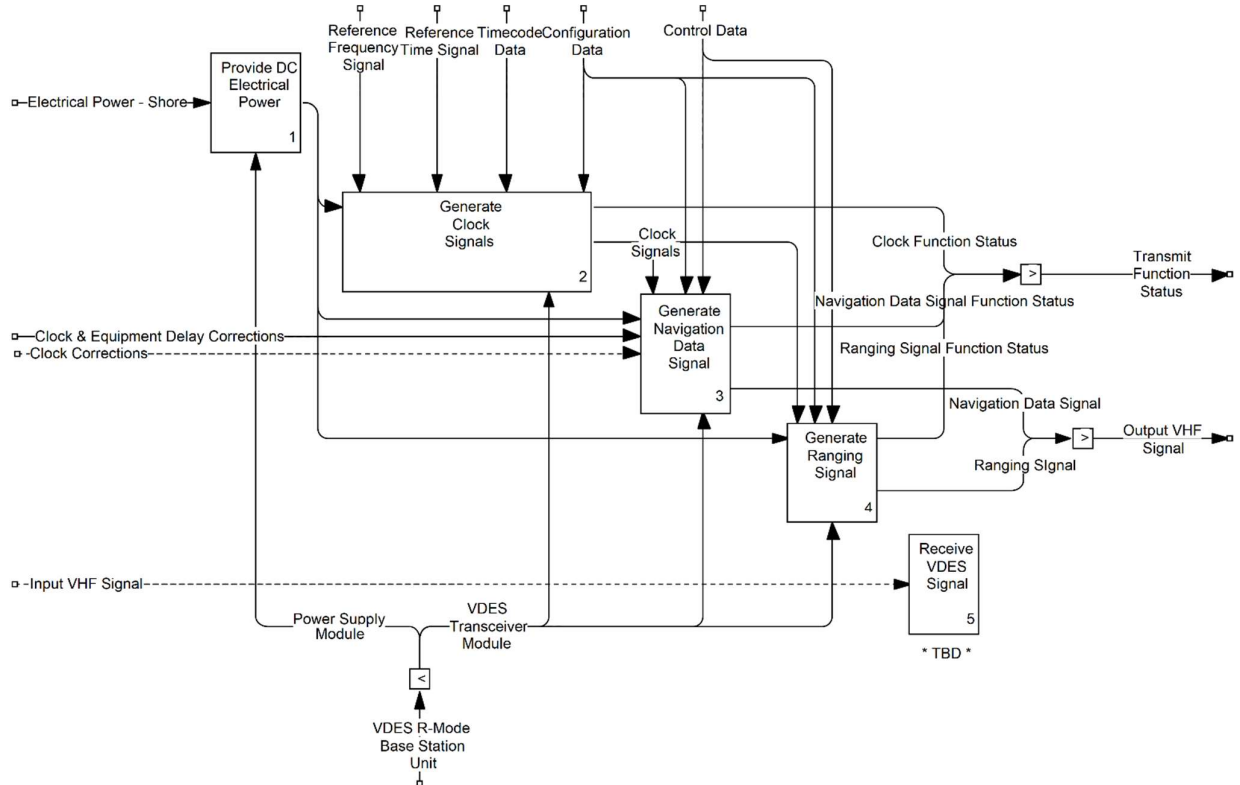 Reference
Frequency
Signal
Reference
Time Signal
Timecode
Data
Configuration
Data
Control Data
Provide DC
Electrical
Power
1
Electrical Power - Shore
Generate
Clock
Signals
2
Clock
Signals
Clock Function Status
Transmit
Function
Status
>
Navigation Data Signal Function Status
Generate
Navigation
Data
Signal
3
Clock & Equipment Delay Corrections
Clock Corrections
Ranging Signal Function Status
Navigation Data Signal
Generate
Ranging
Signal
4
>
Output VHF
Signal
Ranging SIgnal
Receive
VDES
Signal
5
* TBD *
Input VHF Signal
Power Supply
Module
VDES
Transceiver
Module
<
VDES R-Mode
Base Station
Unit